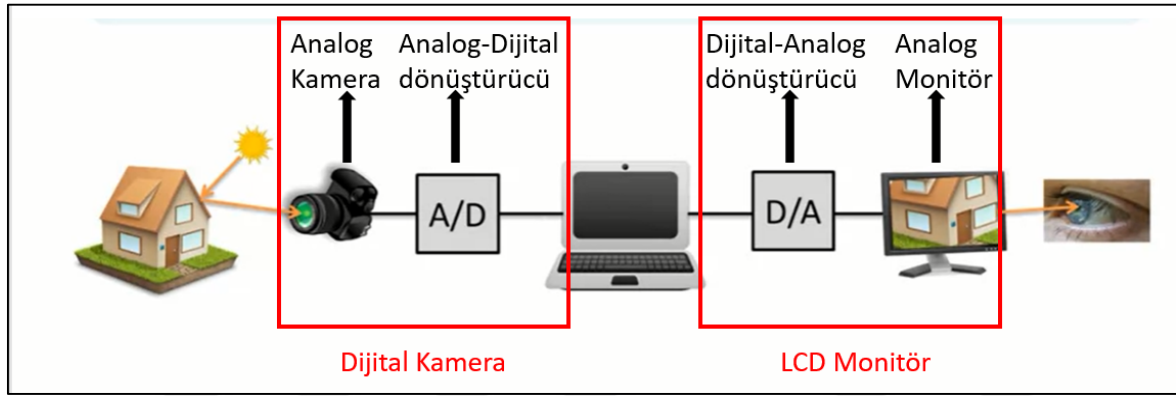 Analog
Kamera
Analog-Dijital
dönüştürücü
Dijital-Analog
dönüştürücü
Analog
Monitör
A/D
D/A
Dijital Kamera
LCD Monitör